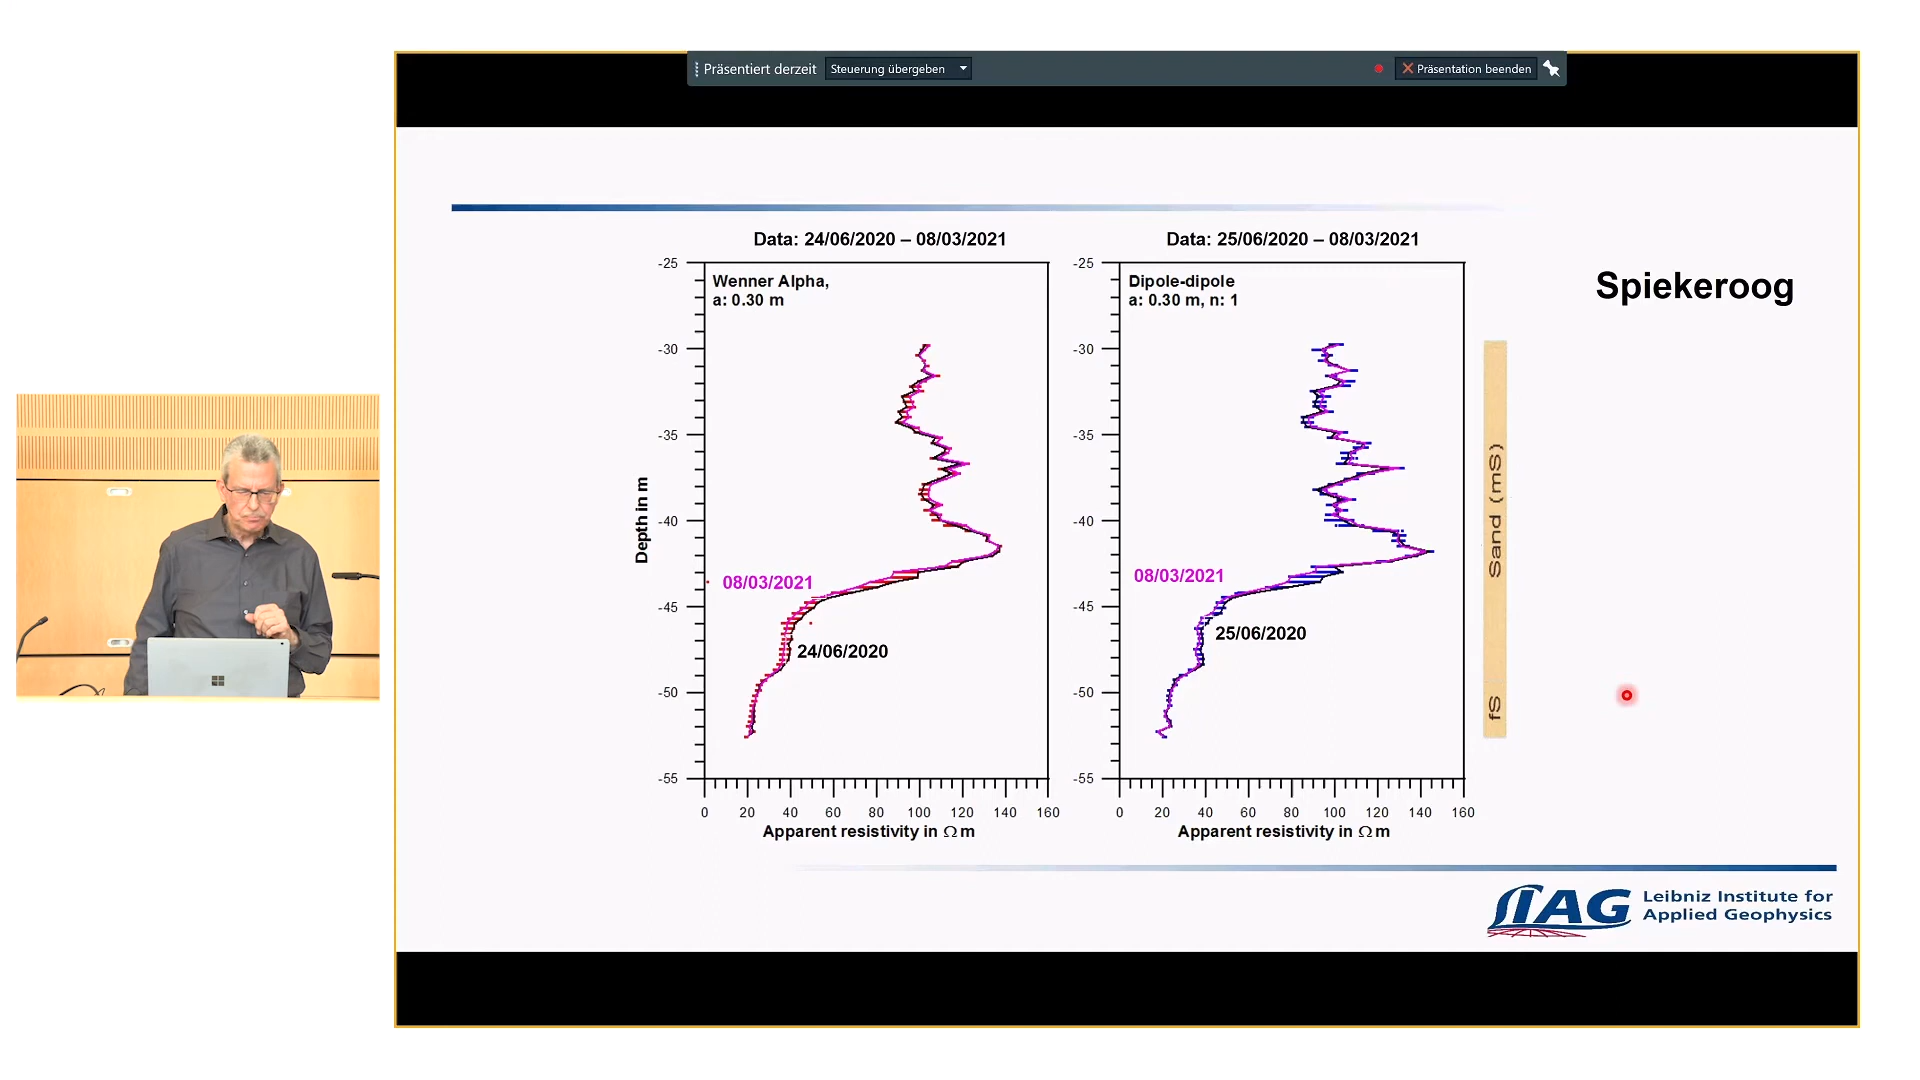 Präsentiert derzeit
Steuerung übergeben
Präsentation beenden
Data: 24/06/2020 – 08/03/2021
Data: 25/06/2020 – 08/03/2021
Spiekeroog
Wenner Alpha,
a: 0.30 m
Dipole-dipole
a: 0.30 m, n: 1
-25
-30
-35
-40
-45
-50
-55
Depth in m
08/03/2021
24/06/2020
0 20 40 60 80 100 120 140 160
Apparent resistivity in Ωm
-25
-30
-35
-40
-45
-50
-55
08/03/2021
25/06/2020
0 20 40 60 80 100 120 140 160
Apparent resistivity in Ωm
Sand (mS)
fS
LIAG
Leibniz Institute for
Applied Geophysics